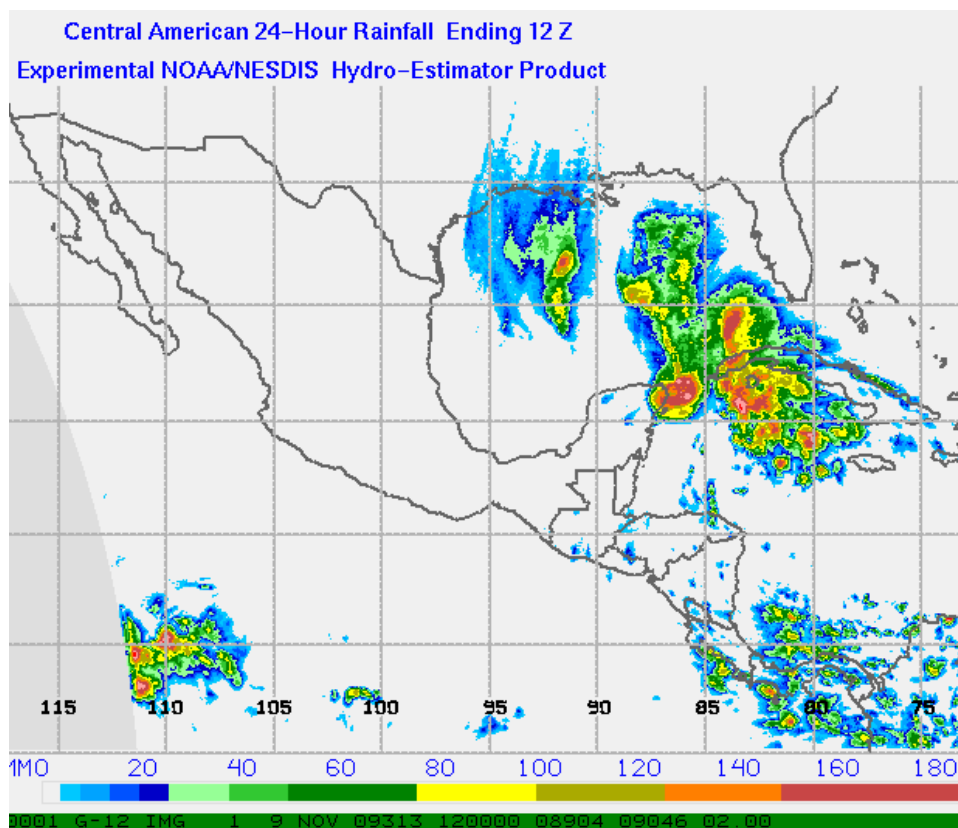 Central American 24-Hour Rainfall Ending 12 Z
Experimental NOAA/NESDIS Hydro-Estimator Product
115 110 105 100 95 90 85 80 75
MM0 20 40 60 80 100 120 140 160 180
0001 G-12 IMG 1 9 NOV 09313 120000 08904 09046 02.00